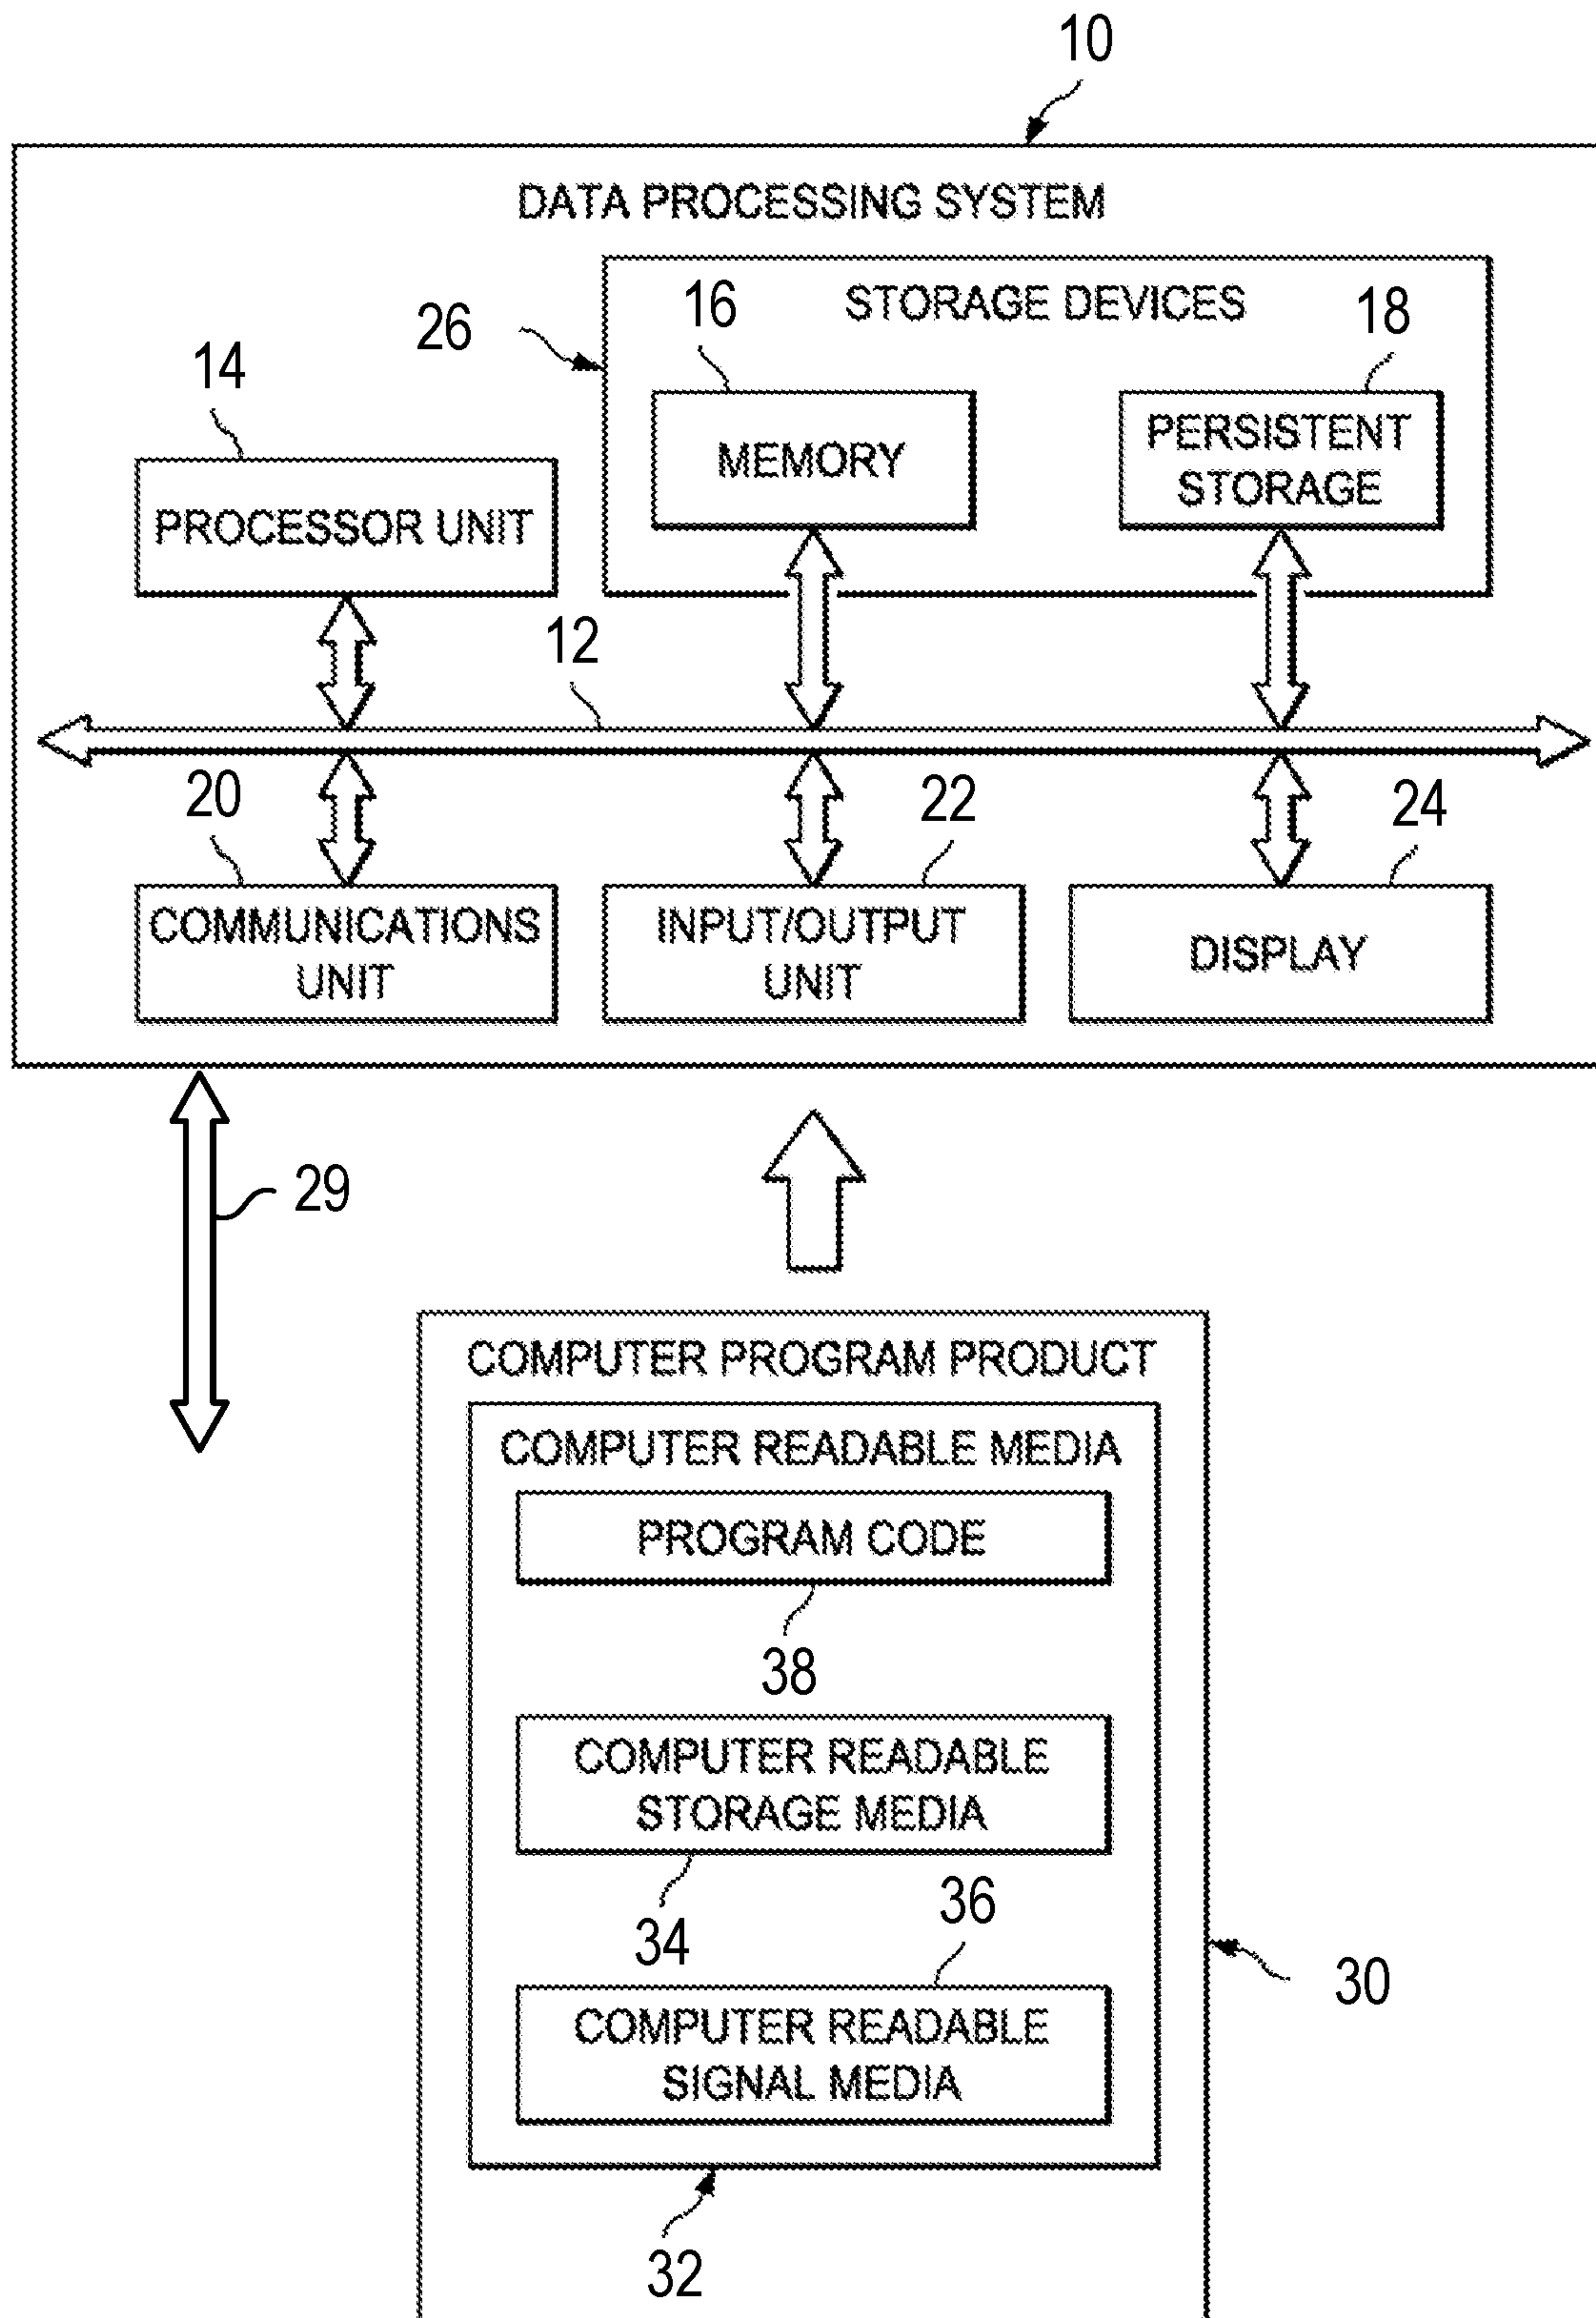 10
DATA PROCESSING SYSTEM
STORAGE DEVICES
16
18
26
14
MEMORY
PERSISTENT
STORAGE
PROCESSOR UNIT
12
20
22
24
COMMUNICATIONS
UNIT
INPUT/OUTPUT
UNIT
DISPLAY
29
COMPUTER PROGRAM PRODUCT
COMPUTER READABLE MEDIA
PROGRAM CODE
38
COMPUTER READABLE
STORAGE MEDIA
34
36
30
COMPUTER READABLE
SIGNAL MEDIA
32